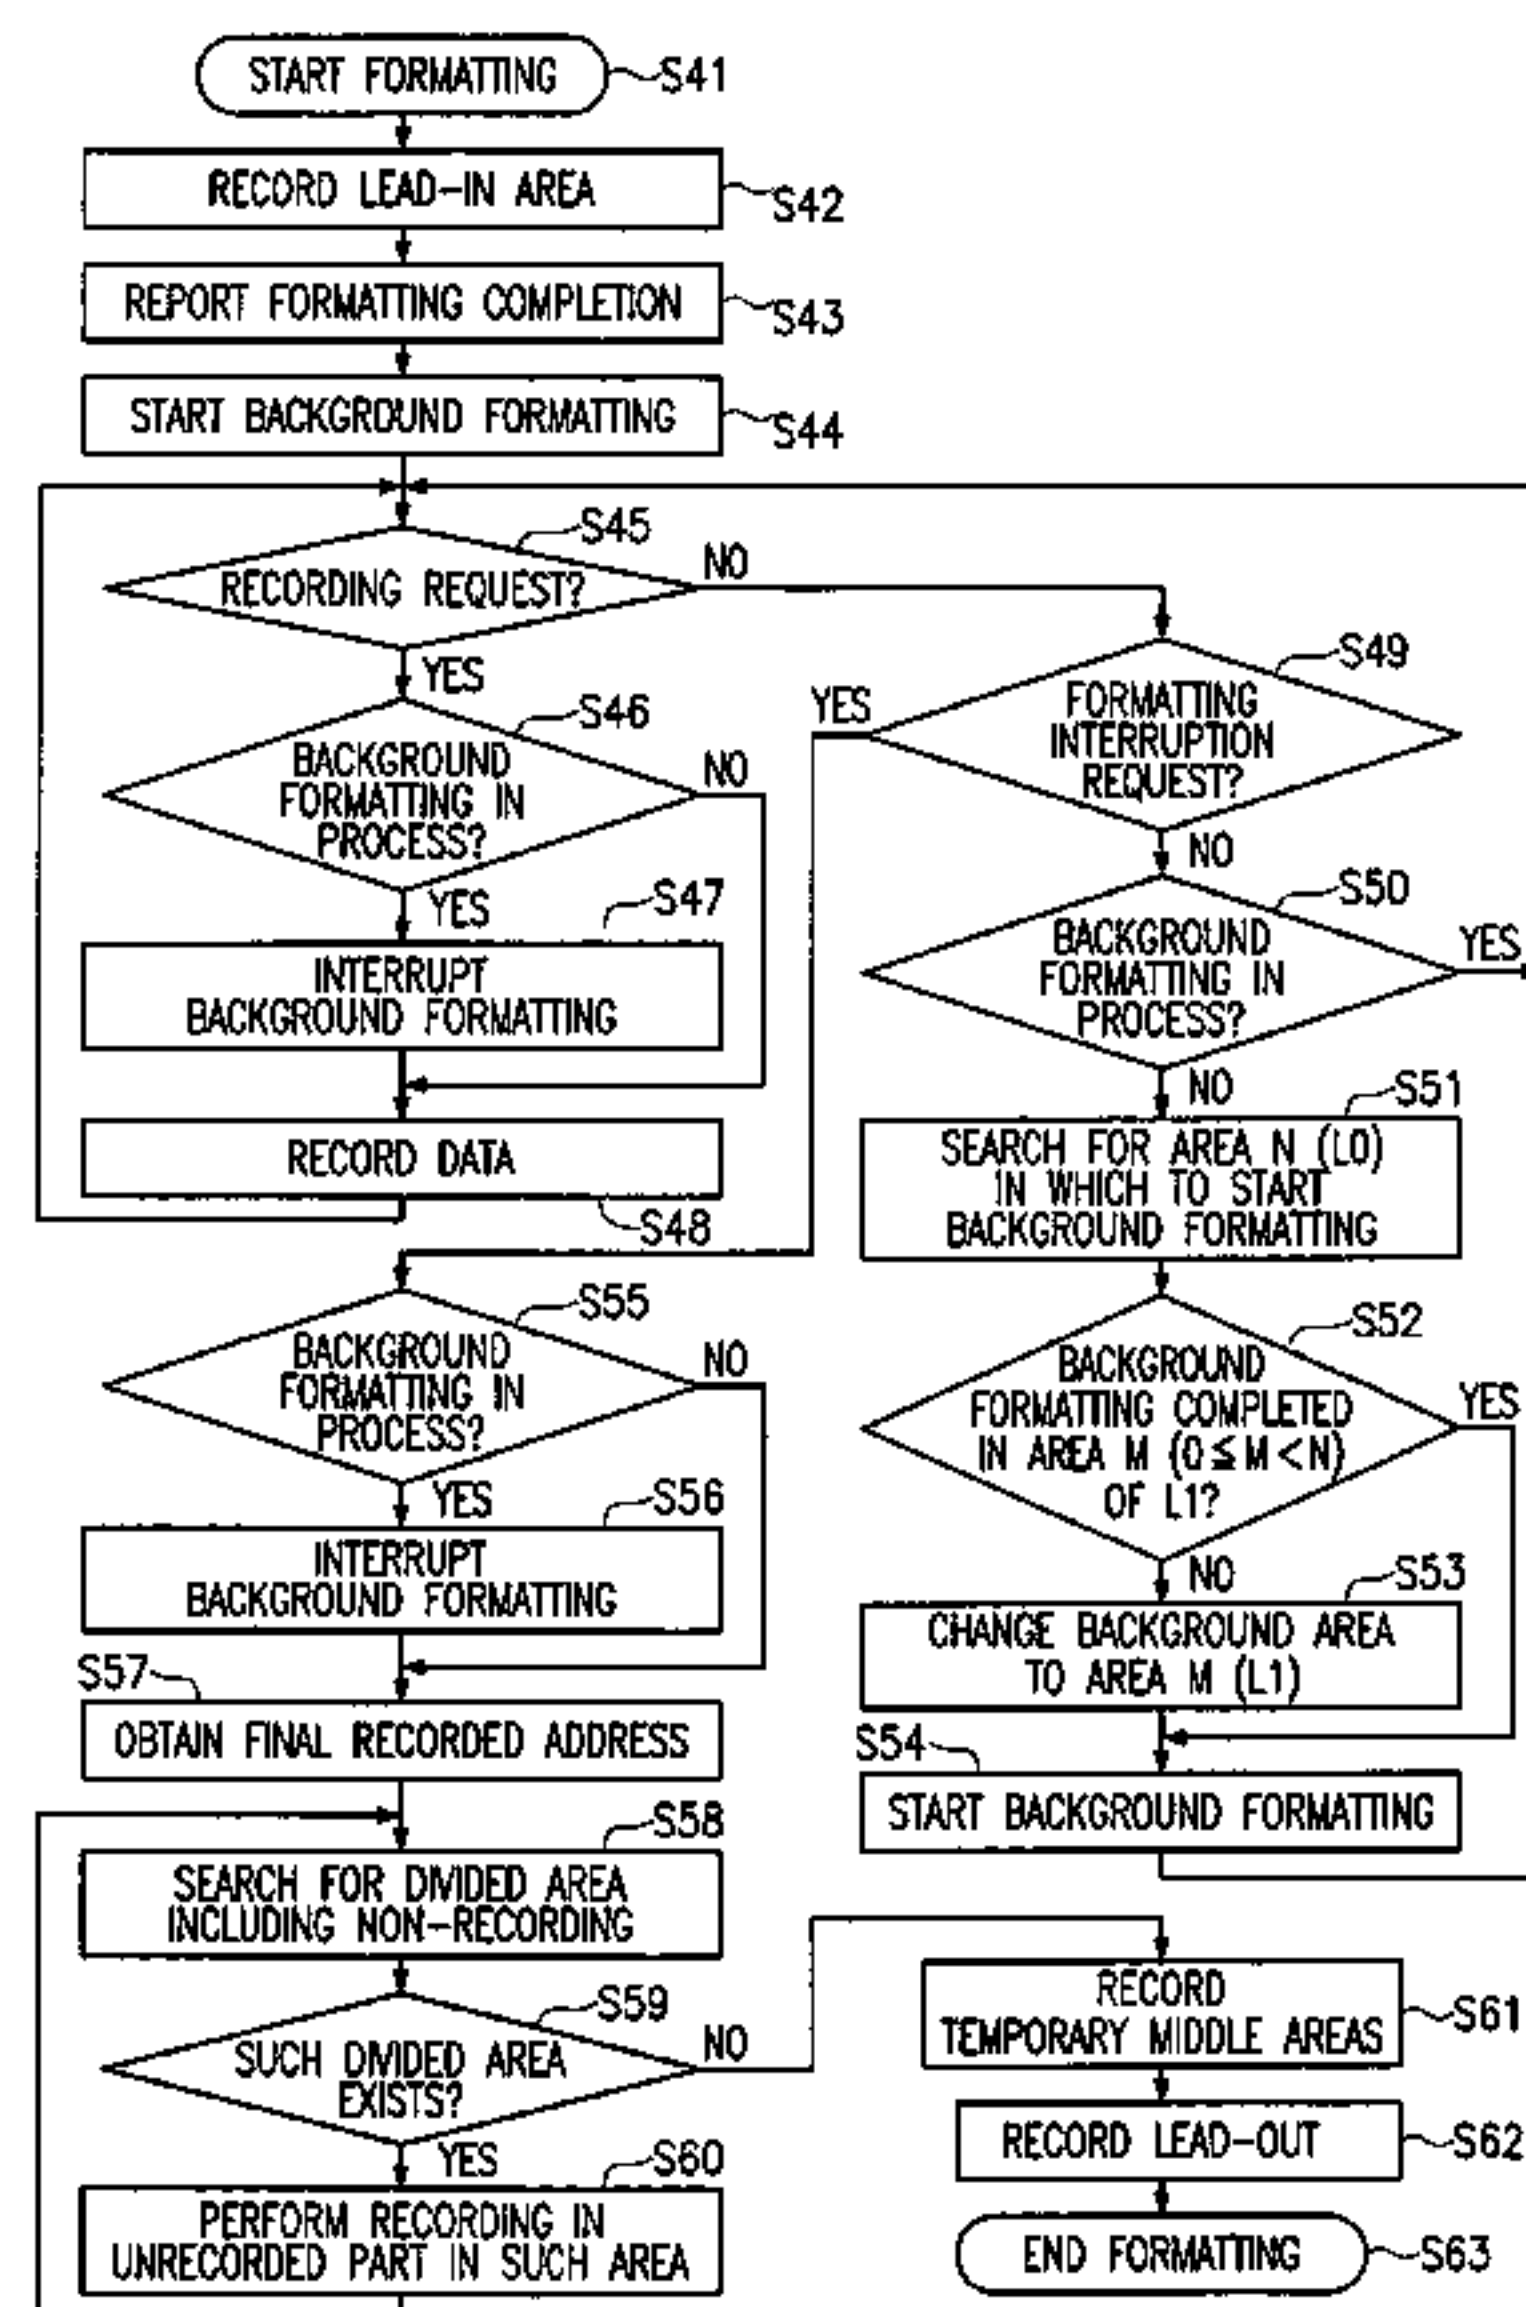 START FORMATTING
S41
RECORD LEAD-IN AREA
S42
REPORT FORMATTING COMPLETION
S43
START BACKGROUND FORMATTING
S44
S45
RECORDING REQUEST?
NO
YES
S46
BACKGROUND
FORMATTING IN
PROCESS?
NO
YES
S47
INTERRUPT
BACKGROUND FORMATTING
RECORD DATA
S48
S49
FORMATTING
INTERRUPTION
REQUEST?
YES
NO
S50
BACKGROUND
FORMATTING IN
PROCESS?
YES
NO
S51
SEARCH FOR AREA N (L0)
IN WHICH TO START
BACKGROUND FORMATTING
S52
BACKGROUND
FORMATTING COMPLETED
IN AREA M (0≦M<N)
OF L1?
YES
NO
S53
CHANGE BACKGROUND AREA
TO AREA M (L1)
S54
START BACKGROUND FORMATTING
S55
BACKGROUND
FORMATTING IN
PROCESS?
NO
YES
S56
INTERRUPT
BACKGROUND FORMATTING
S57
OBTAIN FINAL RECORDED ADDRESS
S58
SEARCH FOR DIVIDED AREA
INCLUDING NON-RECORDING
S59
SUCH DIVIDED AREA
EXISTS?
NO
YES
S60
PERFORM RECORDING IN
UNRECORDED PART IN SUCH AREA
RECORD
TEMPORARY MIDDLE AREAS
S61
RECORD LEAD-OUT
S62
END FORMATTING
S63